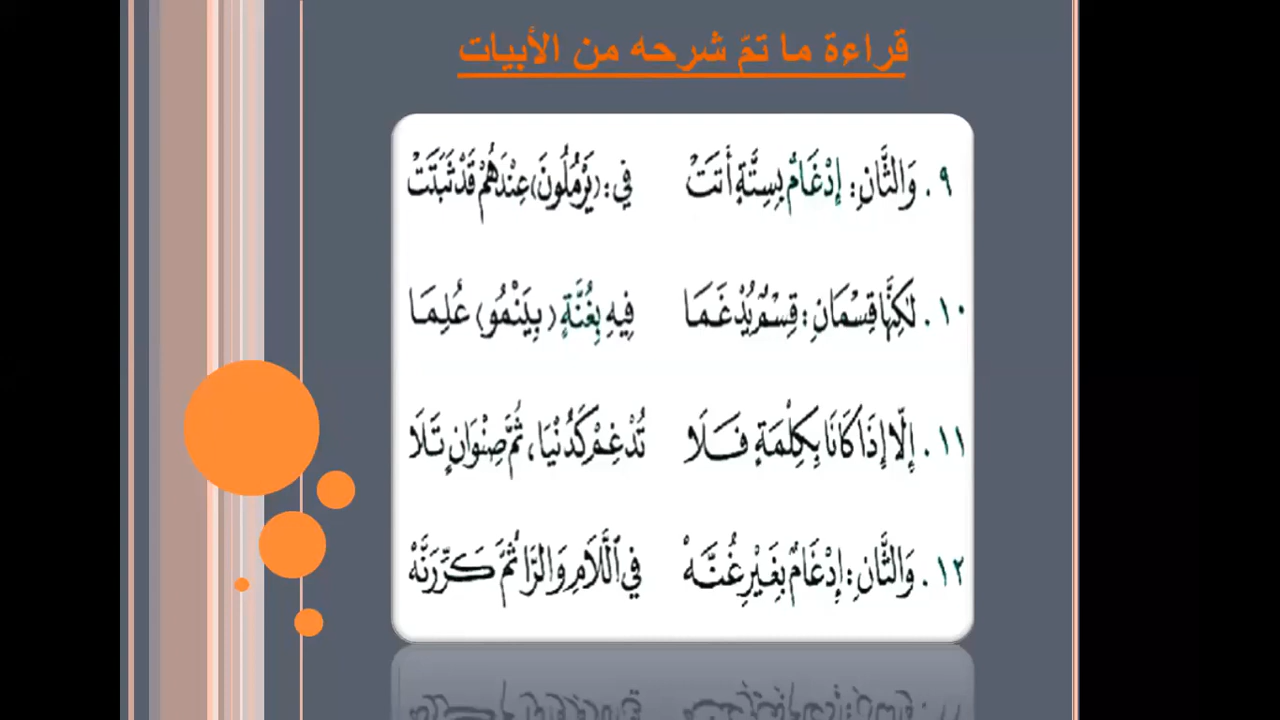 قراءة ما تمّ شرحه من الأبيات
٩. وَالثَّانِ: إِدْغَامٌ بِسِتَّةٍ أَتَتْ فِي: (يَرْمُلُونَ) عِنْدَهُمْ قَدْ ثَبَتَتْ
١٠. لَٰكِنَّهَا قِسْمَانِ: قِسْمٌ يُدْغَمَا فِيهِ بِغُنَّةٍ (بِيَنْمُو) عُلِمَا
١١. إِلَّا إِذَا كَانَا بِكِلْمَةٍ فَلَا تُدْغِمْ كَدُنْيَا، ثُمَّ صِنْوَانٍ تَلَا
١٢. وَالثَّانِ: إِدْغَامٌ بِغَيْرِ غُنَّهْ فِي ٱللَّامِ وَالرَّا ثُمَّ كَرِّرَنَّهْ